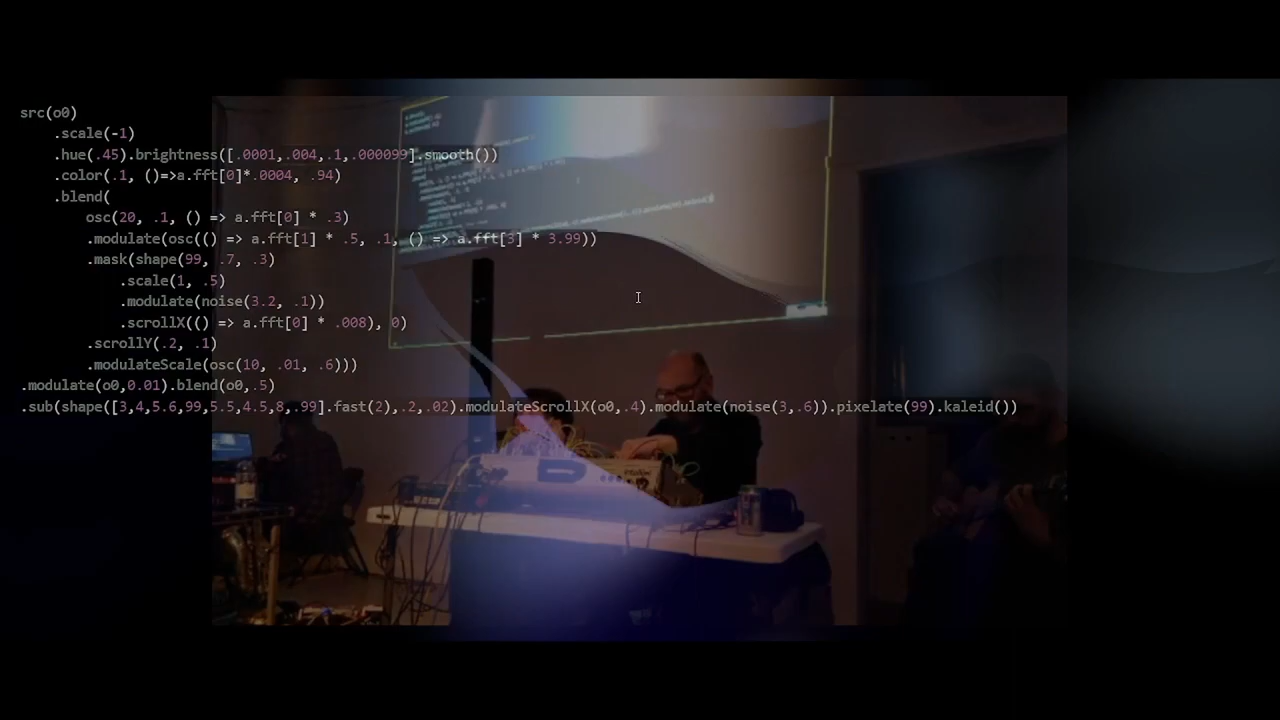 src(o0)
.scale(-1)
.hue(.45).brightness([.0001,.004,.1,.000099].smooth())
.color(.1, ()=>a.fft[0]*.0004, .94)
.blend(
osc(20, .1, () => a.fft[0] * .3)
.modulate(osc(() => a.fft[1] * .5, .1, () => a.fft[3] * 3.99))
.mask(shape(99, .7, .3)
.scale(1, .5)
.modulate(noise(3.2, .1))
.scrollX(() => a.fft[0] * .008), 0)
.scrollY(.2, .1)
.modulateScale(osc(10, .01, .6)))
.modulate(o0,0.01).blend(o0,.5)
.sub(shape([3,4,5.6,99,5.5,4.5,8,.99].fast(2),.2,.02).modulateScrollX(o0,.4).modulate(noise(3,.6)).pixelate(99).kaleid())